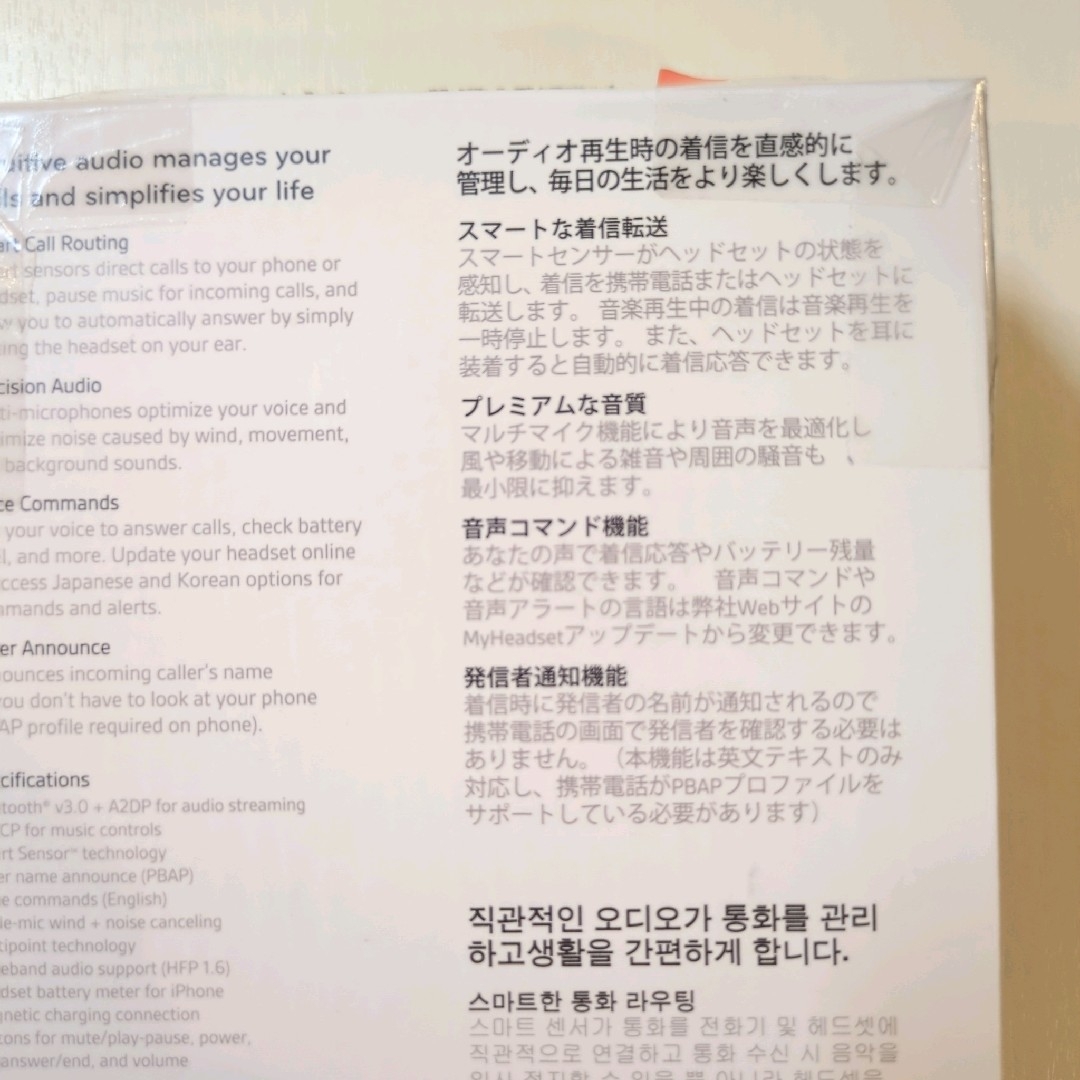 audio manages your
and simplifies your life
Call Routing
sensors direct calls to your phone or
pause music for incoming calls, and
you to automatically answer by simply
the headset on your ear.
Audio
optimize your voice and
noise caused by wind, movement,
background sounds.
Commands
your voice to answer calls, check battery
and more. Update your headset online
Japanese and Korean options for
and alerts.
Announce
incoming caller's name
you don't have to look at your phone
profile required on phone).
v3.0 + A2DP for audio streaming
for music controls
Sensor™ technology
name announce (PBAP)
commands (English)
wind + noise canceling
technology
audio support (HFP 1.6)
battery meter for iPhone
charging connection
for mute/play-pause, power,
answer/end, and volume
オーディオ再生時の着信を直感的に
管理し、毎日の生活をより楽しくします。
スマートな着信転送
スマートセンサーがヘッドセットの状態を
感知し、着信を携帯電話またはヘッドセットに
転送します。 音楽再生中の着信は音楽再生を
一時停止します。 また、ヘッドセットを耳に
装着すると自動的に着信応答できます。
プレミアムな音質
マルチマイク機能により音声を最適化し
風や移動による雑音や周囲の騒音も 、
最小限に抑えます。
音声コマンド機能
あなたの声で着信応答やバッテリー残量
などが確認できます。 音声コマンドや
音声アラートの言語は弊社Webサイトの
MyHeadsetアップデートから変更できます。
発信者通知機能
着信時に発信者の名前が通知されるので
携帯電話の画面で発信者を確認する必要は
ありません。（本機能は英文テキストのみ
対応し、携帯電話がPBAPプロファイルを
サポートしている必要があります）
직관적인 오디오가 통화를 관리
하고생활을 간편하게 합니다.
스마트한 통화 라우팅
스마트 센서가 통화를 전화기 및 헤드셋에
직관적으로 연결하고 통화 수신 시 음악을